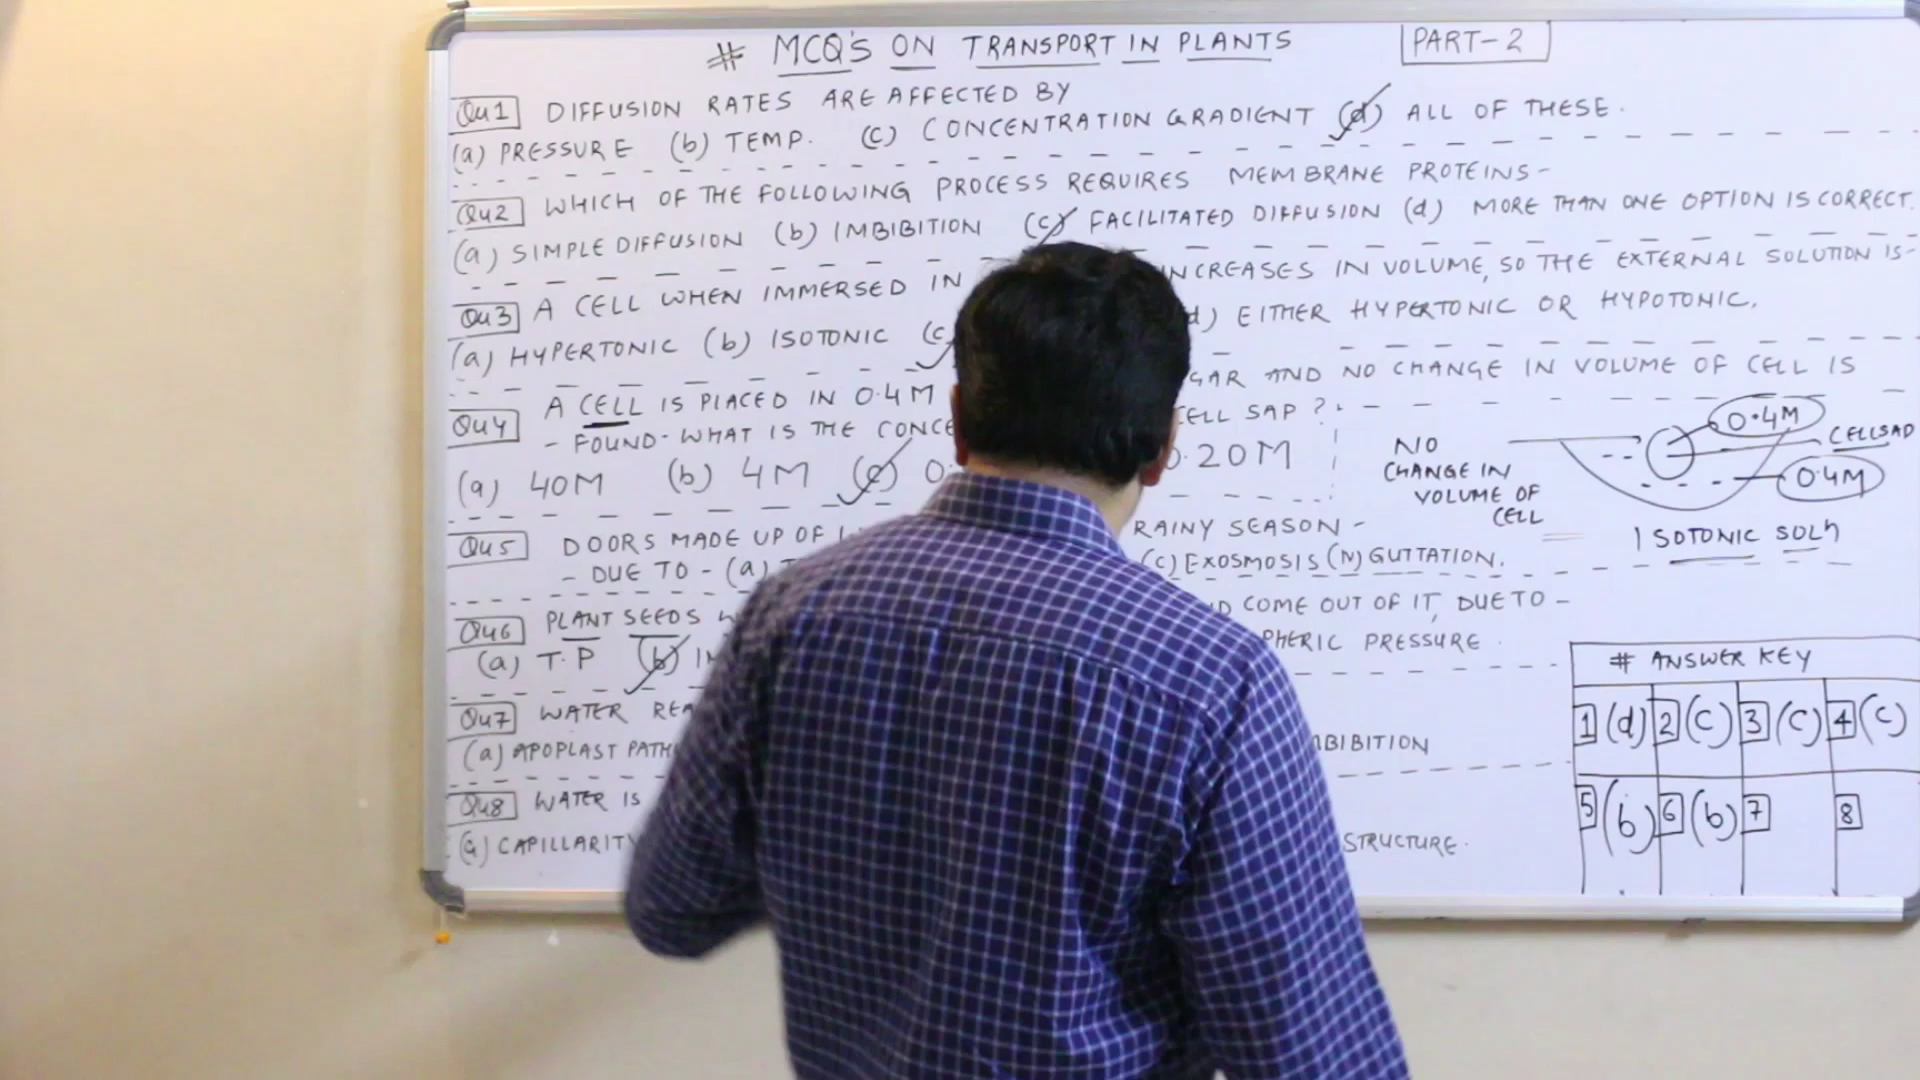 # MCQ'S ON TRANSPORT IN PLANTS PART-2
Qu1 DIFFUSION RATES ARE AFFECTED BY
(a) PRESSURE (b) TEMP. (c) CONCENTRATION GRADIENT (d) ALL OF THESE.
Qu2 WHICH OF THE FOLLOWING PROCESS REQUIRES MEMBRANE PROTEINS-
(a) SIMPLE DIFFUSION (b) IMBIBITION (c) FACILITATED DIFFUSION (d) MORE THAN ONE OPTION IS CORRECT.
Qu3 A CELL WHEN IMMERSED IN INCREASES IN VOLUME, SO THE EXTERNAL SOLUTION IS-
(a) HYPERTONIC (b) ISOTONIC (c d) EITHER HYPERTONIC OR HYPOTONIC.
Qu4 A CELL IS PLACED IN 0.4M GAR AND NO CHANGE IN VOLUME OF CELL IS
- FOUND- WHAT IS THE CONCE CELL SAP ?
(a) 40M (b) 4M (c) 0. 0.20M
NO
CHANGE IN
VOLUME OF
CELL
0.4M
CELLSAP
0.4M
ISOTONIC SOLn
Qu5 DOORS MADE UP OF RAINY SEASON -
- DUE TO - (a) (c) EXOSMOSIS (N) GUTTATION.
Qu6 PLANT SEEDS D COME OUT OF IT, DUE TO -
(a) T.P (b) I PHERIC PRESSURE
Qu7 WATER REA
(a) APOPLAST PATH BIBITION
Qu8 WATER IS
(a) CAPILLARITY STRUCTURE.
# ANSWER KEY
1 (d) 2 (c) 3 (c) 4 (c)
5 (b) 6 (b) 7 8